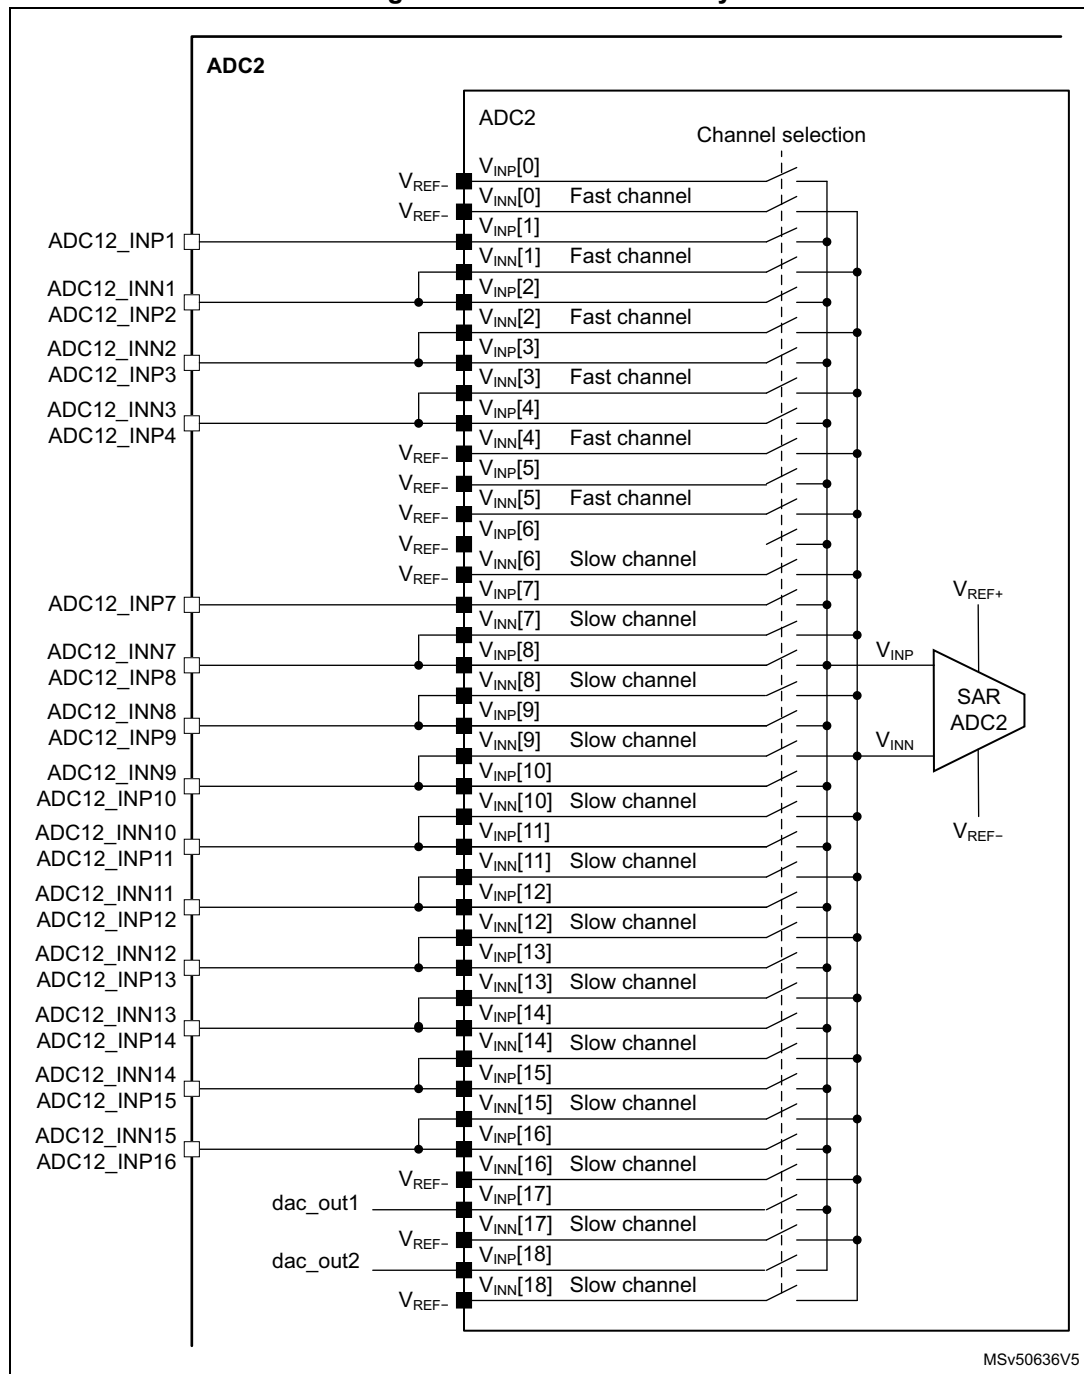 ADC2
ADC2
Channel selection
VREF- VINP[0]
VREF- VINN[0] Fast channel
ADC12_INP1 VINP[1]
VINN[1] Fast channel
ADC12_INN1
ADC12_INP2 VINP[2]
VINN[2] Fast channel
ADC12_INN2
ADC12_INP3 VINP[3]
VINN[3] Fast channel
ADC12_INN3
ADC12_INP4 VINP[4]
VREF- VINN[4] Fast channel
VREF- VINP[5]
VREF- VINN[5] Fast channel
VREF- VINP[6]
VREF- VINN[6] Slow channel
ADC12_INP7 VINP[7]
VINN[7] Slow channel
ADC12_INN7
ADC12_INP8 VINP[8]
VINN[8] Slow channel
ADC12_INN8
ADC12_INP9 VINP[9]
VINN[9] Slow channel
ADC12_INN9
ADC12_INP10 VINP[10]
VINN[10] Slow channel
ADC12_INN10
ADC12_INP11 VINP[11]
VINN[11] Slow channel
ADC12_INN11
ADC12_INP12 VINP[12]
VINN[12] Slow channel
ADC12_INN12
ADC12_INP13 VINP[13]
VINN[13] Slow channel
ADC12_INN13
ADC12_INP14 VINP[14]
VINN[14] Slow channel
ADC12_INN14
ADC12_INP15 VINP[15]
VINN[15] Slow channel
ADC12_INN15
ADC12_INP16 VINP[16]
VREF- VINN[16] Slow channel
dac_out1 VINP[17]
VREF- VINN[17] Slow channel
dac_out2 VINP[18]
VREF- VINN[18] Slow channel
VREF+
VINP
SAR
ADC2
VINN
VREF-
MSv50636V5